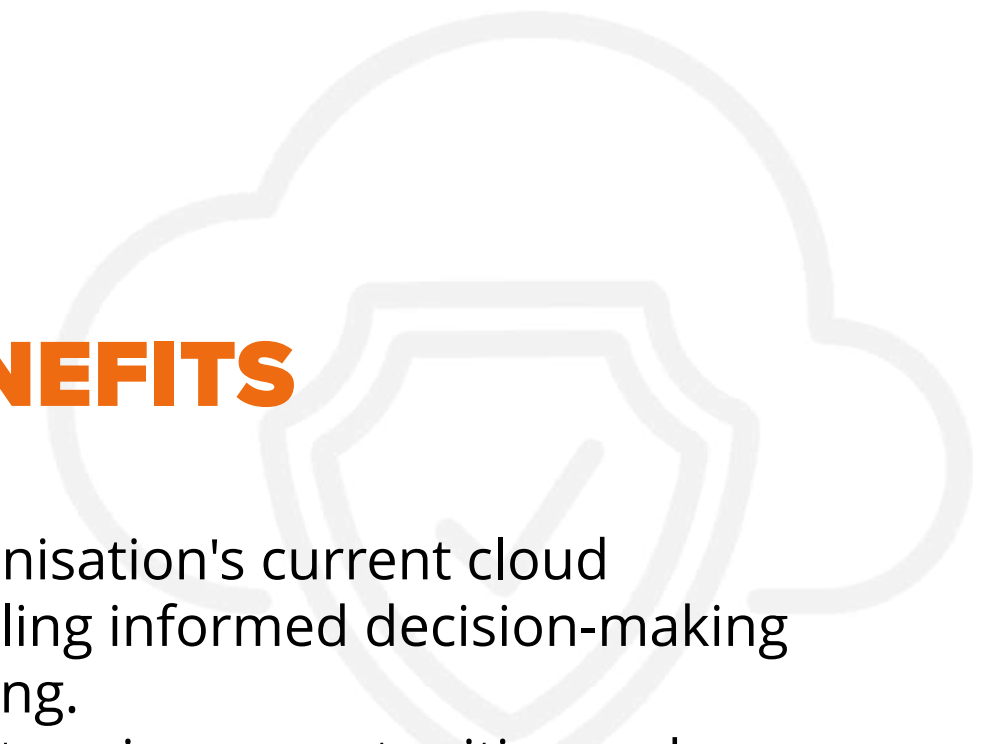 NEFITS
nisation's current cloud
ling informed decision-making
ng.